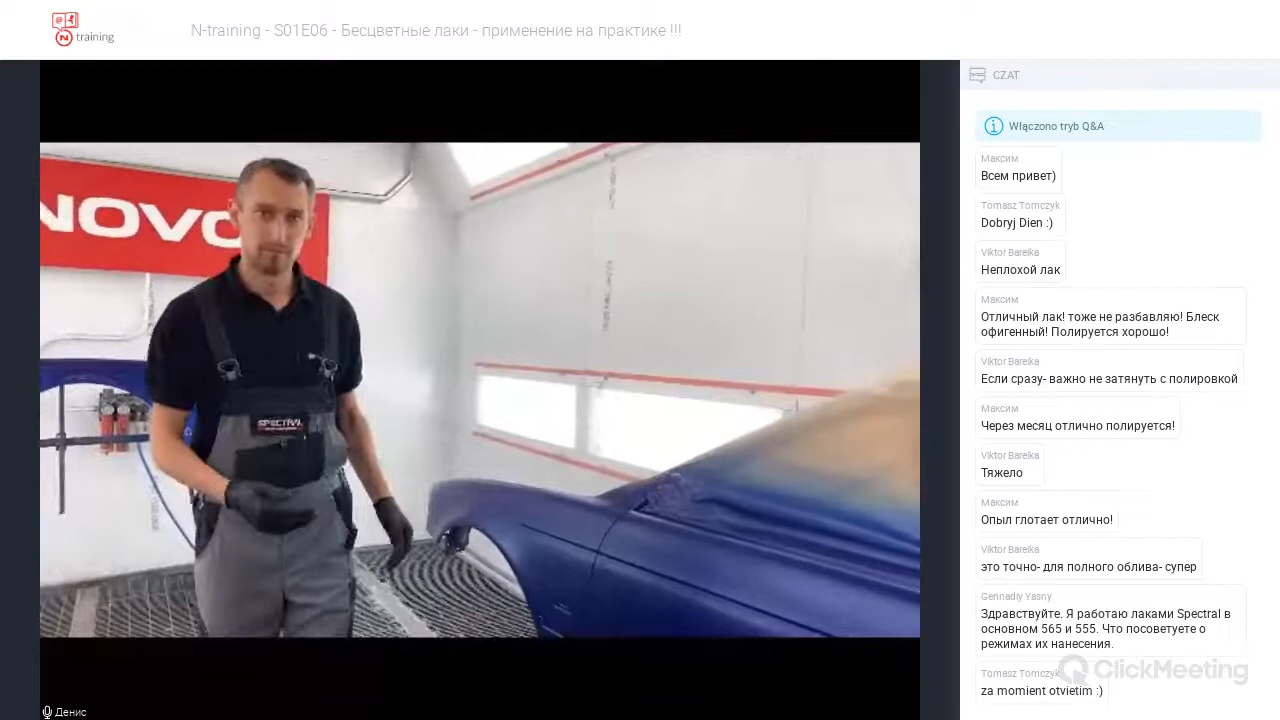 training
N-training - S01E06 - Бесцветные лаки - применение на практике !!!
CZAT
Włączono tryb Q&A
Максим
Всем привет)
Tomasz Tomczyk
Dobryj Dien :)
Viktor Bareika
Неплохой лак
Максим
Отличный лак! тоже не разбавляю! Блеск
офигенный! Полируется хорошо!
Viktor Bareika
Если сразу- важно не затянуть с полировкой
Максим
Через месяц отлично полируется!
Viktor Bareika
Тяжело
Максим
Опыл глотает отлично!
Viktor Bareika
это точно- для полного облива- супер
Gennadiy Yasny
Здравствуйте. Я работаю лаками Spectral в
основном 565 и 555. Что посоветуете о
режимах их нанесения.
Tomasz Tomczyk
za momient otvietim :)
ClickMeeting
NOVO
SPECTRAL
Денис